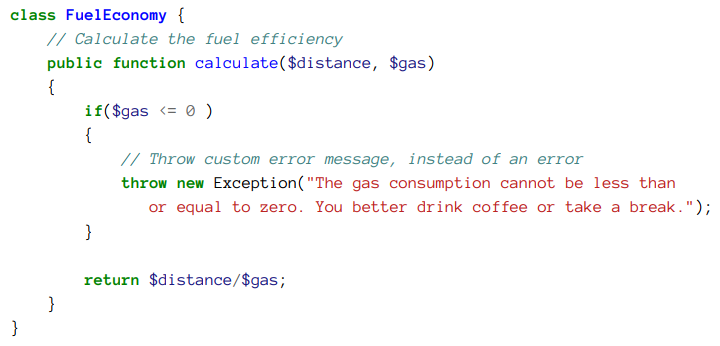 class FuelEconomy {
    // Calculate the fuel efficiency
    public function calculate($distance, $gas)
    {
        if($gas <= 0 )
        {
            // Throw custom error message, instead of an error
            throw new Exception("The gas consumption cannot be less than
               or equal to zero. You better drink coffee or take a break.");
        }

        return $distance/$gas;
    }
}